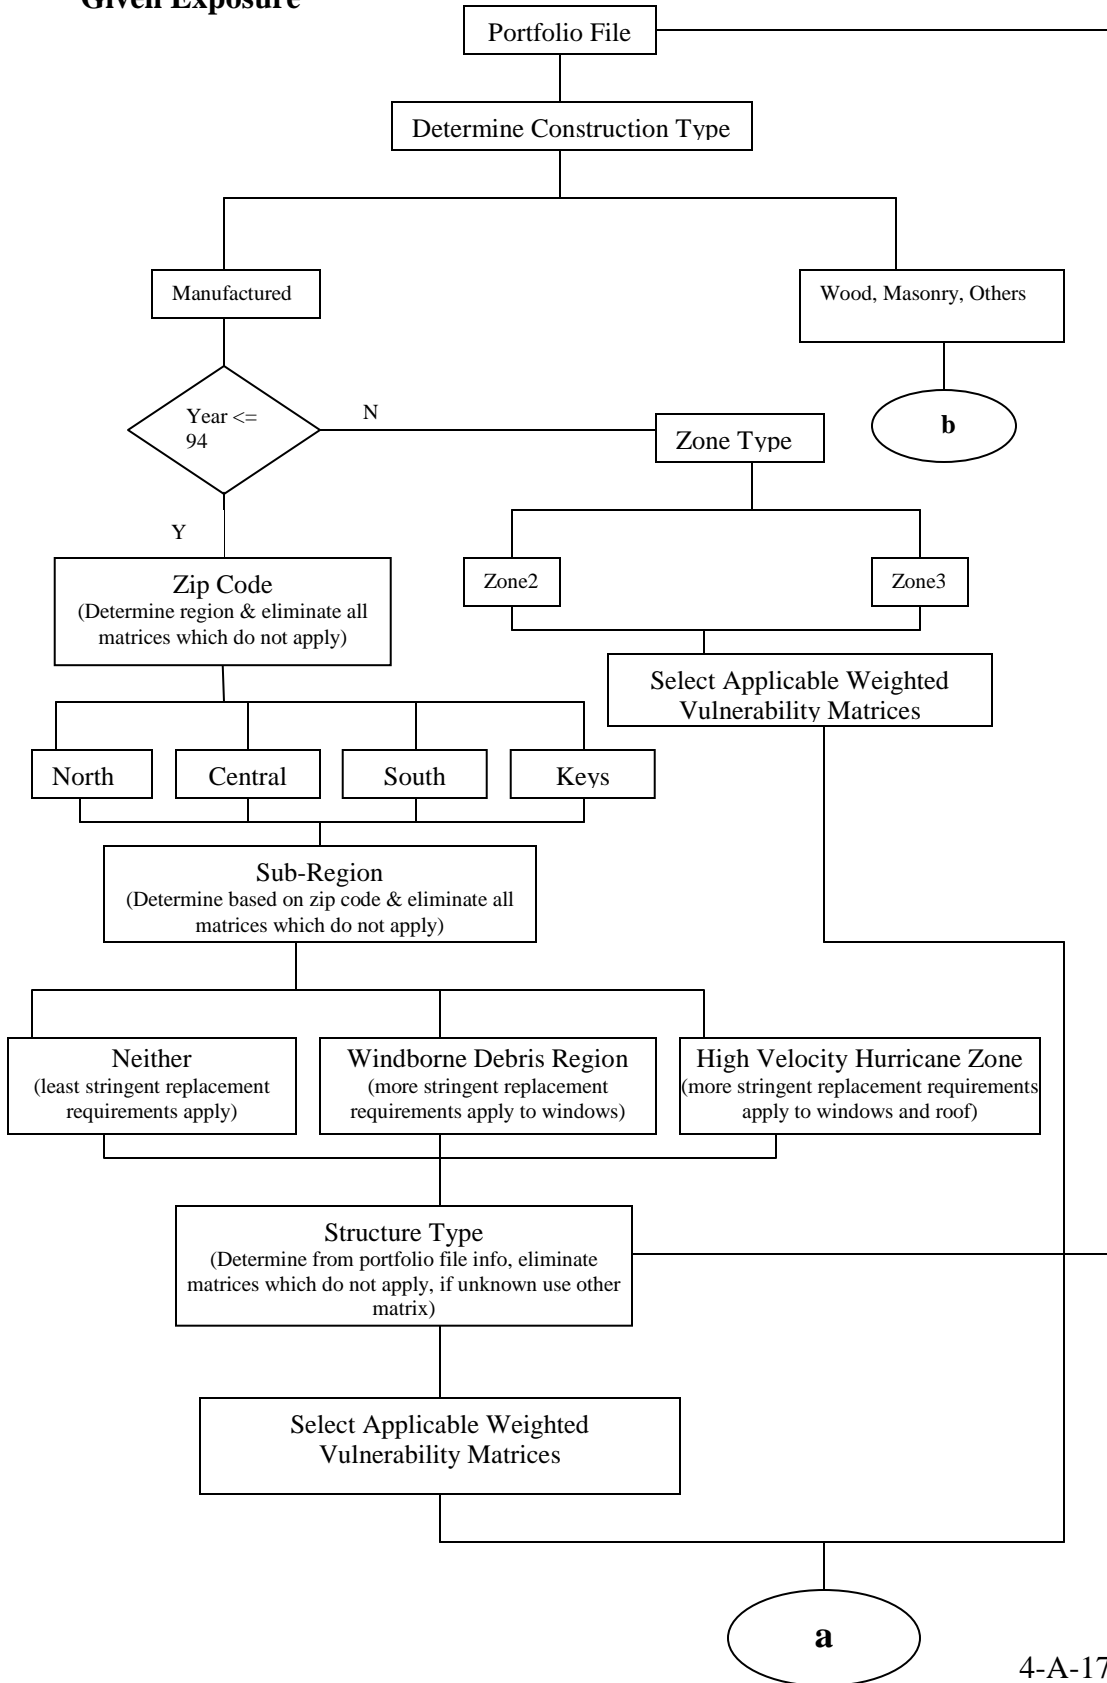 Given Exposure
Portfolio File
Determine Construction Type
Manufactured
Wood, Masonry, Others
Year <=
94
N
Zone Type
b
Y
Zip Code
(Determine region & eliminate all
matrices which do not apply)
Zone2
Zone3
Select Applicable Weighted
Vulnerability Matrices
North
Central
South
Keys
Sub-Region
(Determine based on zip code & eliminate all
matrices which do not apply)
Neither
(least stringent replacement
requirements apply)
Windborne Debris Region
(more stringent replacement
requirements apply to windows)
High Velocity Hurricane Zone
(more stringent replacement requirements
apply to windows and roof)
Structure Type
(Determine from portfolio file info, eliminate
matrices which do not apply, if unknown use other
matrix)
Select Applicable Weighted
Vulnerability Matrices
a
4-A-17